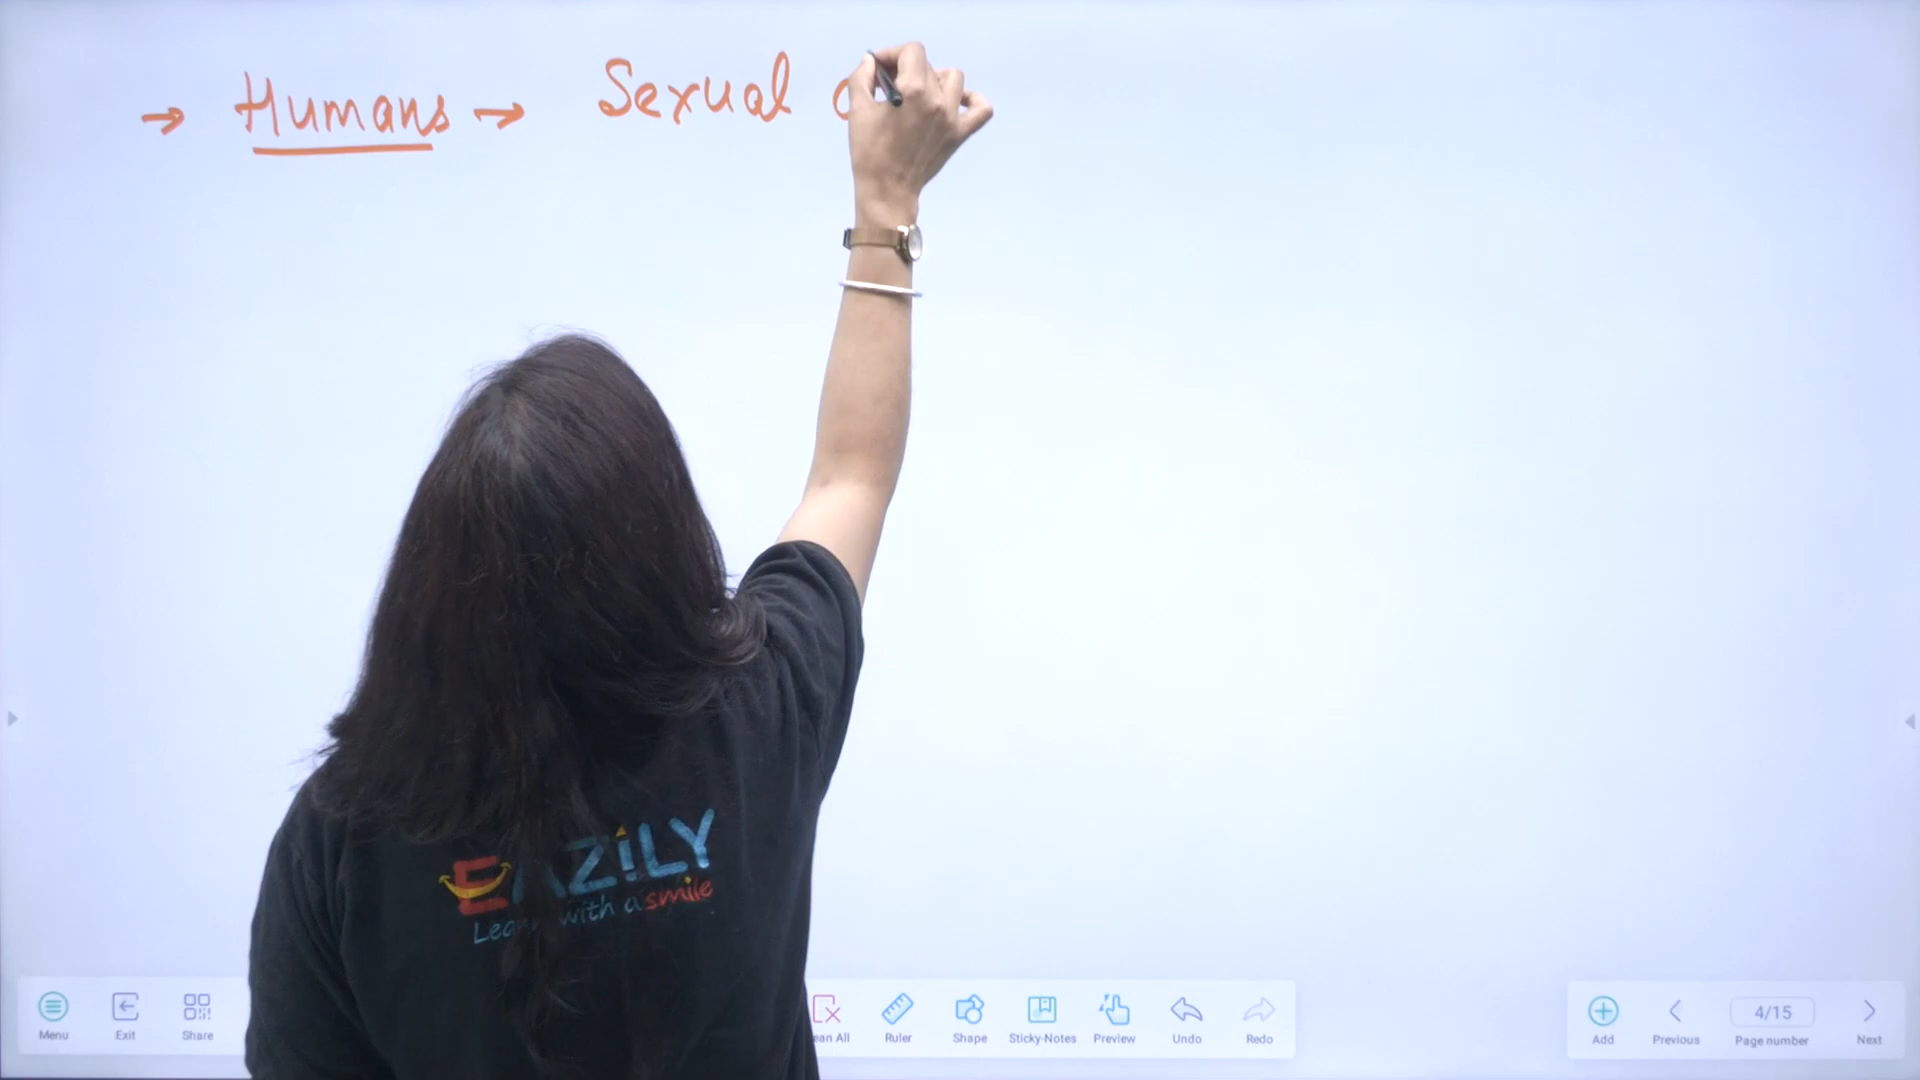 → Humans → Sexual
EAZiLY
Learn with a smile
Menu Exit Share Clean All Ruler Shape Sticky-Notes Preview Undo Redo Add Previous 4/15 Page number Next